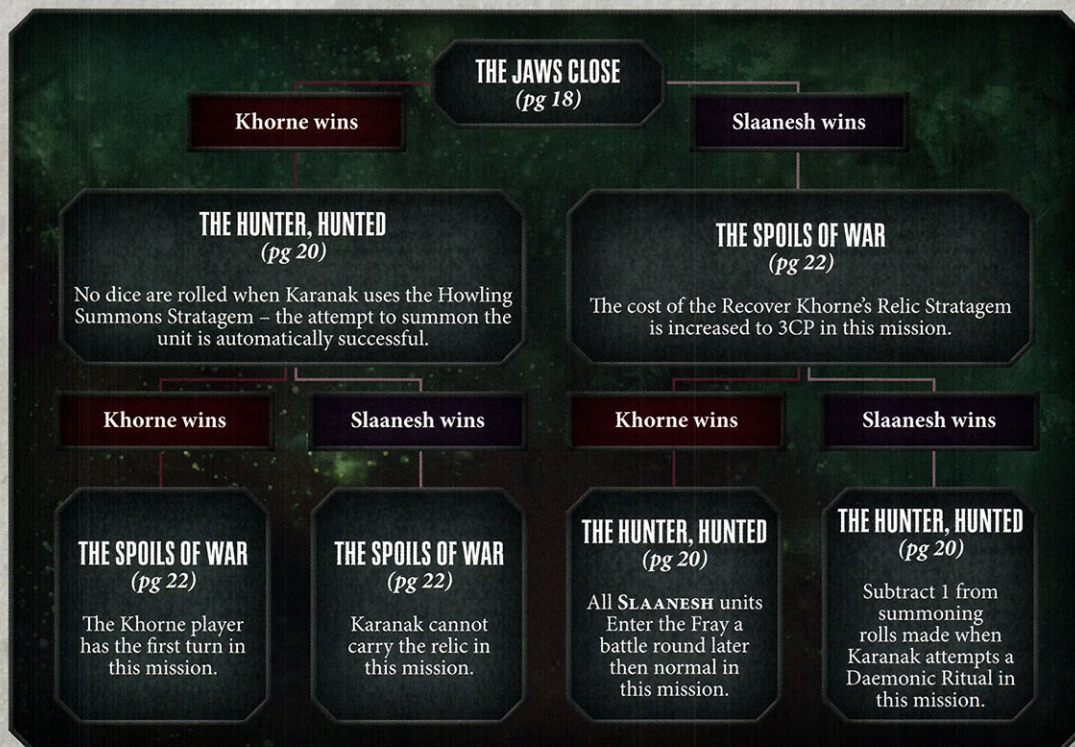 THE JAWS CLOSE
(pg 18)
Khorne wins
Slaanesh wins
THE HUNTER, HUNTED
(pg 20)
No dice are rolled when Karanak uses the Howling
Summons Stratagem – the attempt to summon the
unit is automatically successful.
THE SPOILS OF WAR
(pg 22)
The cost of the Recover Khorne's Relic Stratagem
is increased to 3CP in this mission.
Khorne wins
Slaanesh wins
Khorne wins
Slaanesh wins
THE SPOILS OF WAR
(pg 22)
The Khorne player
has the first turn in
this mission.
THE SPOILS OF WAR
(pg 22)
Karanak cannot
carry the relic in
this mission.
THE HUNTER, HUNTED
(pg 20)
All SLAANESH units
Enter the Fray a
battle round later
then normal in
this mission.
THE HUNTER, HUNTED
(pg 20)
Subtract 1 from
summoning
rolls made when
Karanak attempts a
Daemonic Ritual in
this mission.